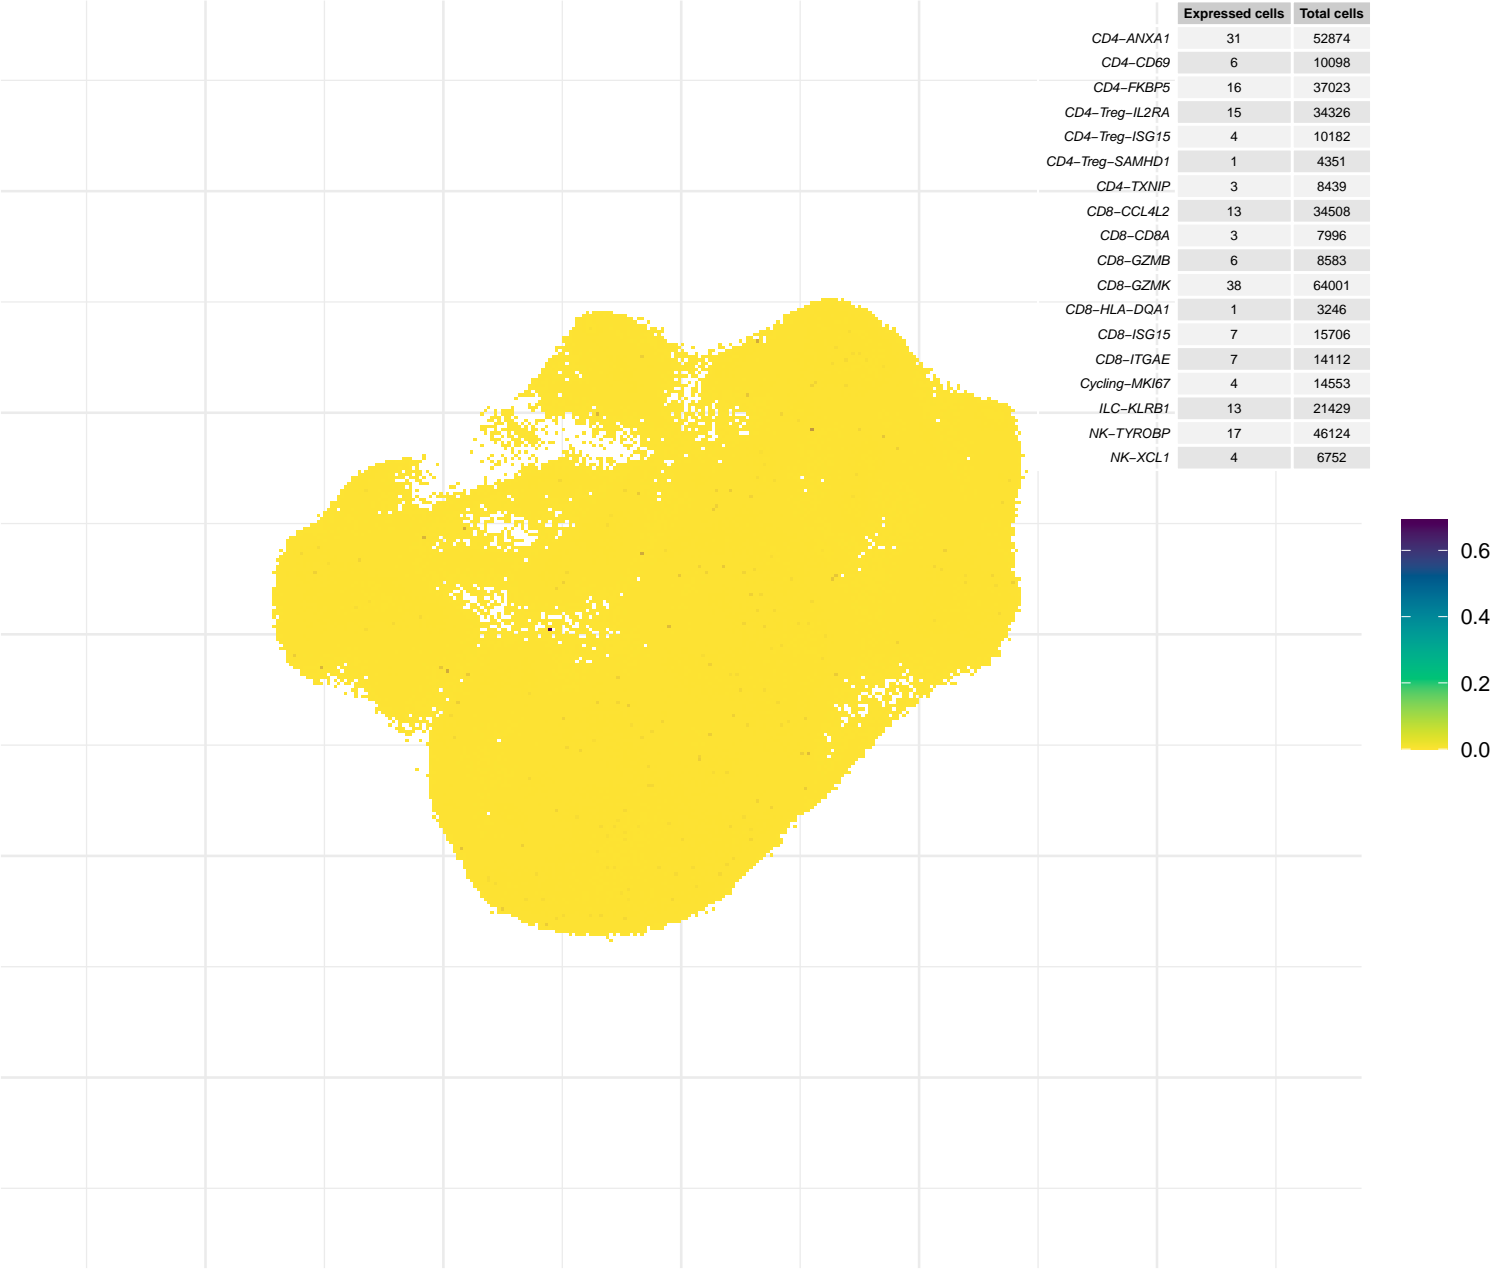 Expressed cells Total cells
CD4−ANXA1 31 52874
CD4−CD69 6 10098
CD4−FKBP5 16 37023
CD4−Treg−IL2RA 15 34326
CD4−Treg−ISG15 4 10182
CD4−Treg−SAMHD1 1 4351
CD4−TXNIP 3 8439
CD8−CCL4L2 13 34508
CD8−CD8A 3 7996
CD8−GZMB 6 8583
CD8−GZMK 38 64001
CD8−HLA−DQA1 1 3246
CD8−ISG15 7 15706
CD8−ITGAE 7 14112
Cycling−MKI67 4 14553
ILC−KLRB1 13 21429
NK−TYROBP 17 46124
NK−XCL1 4 6752
0.6
0.4
0.2
0.0